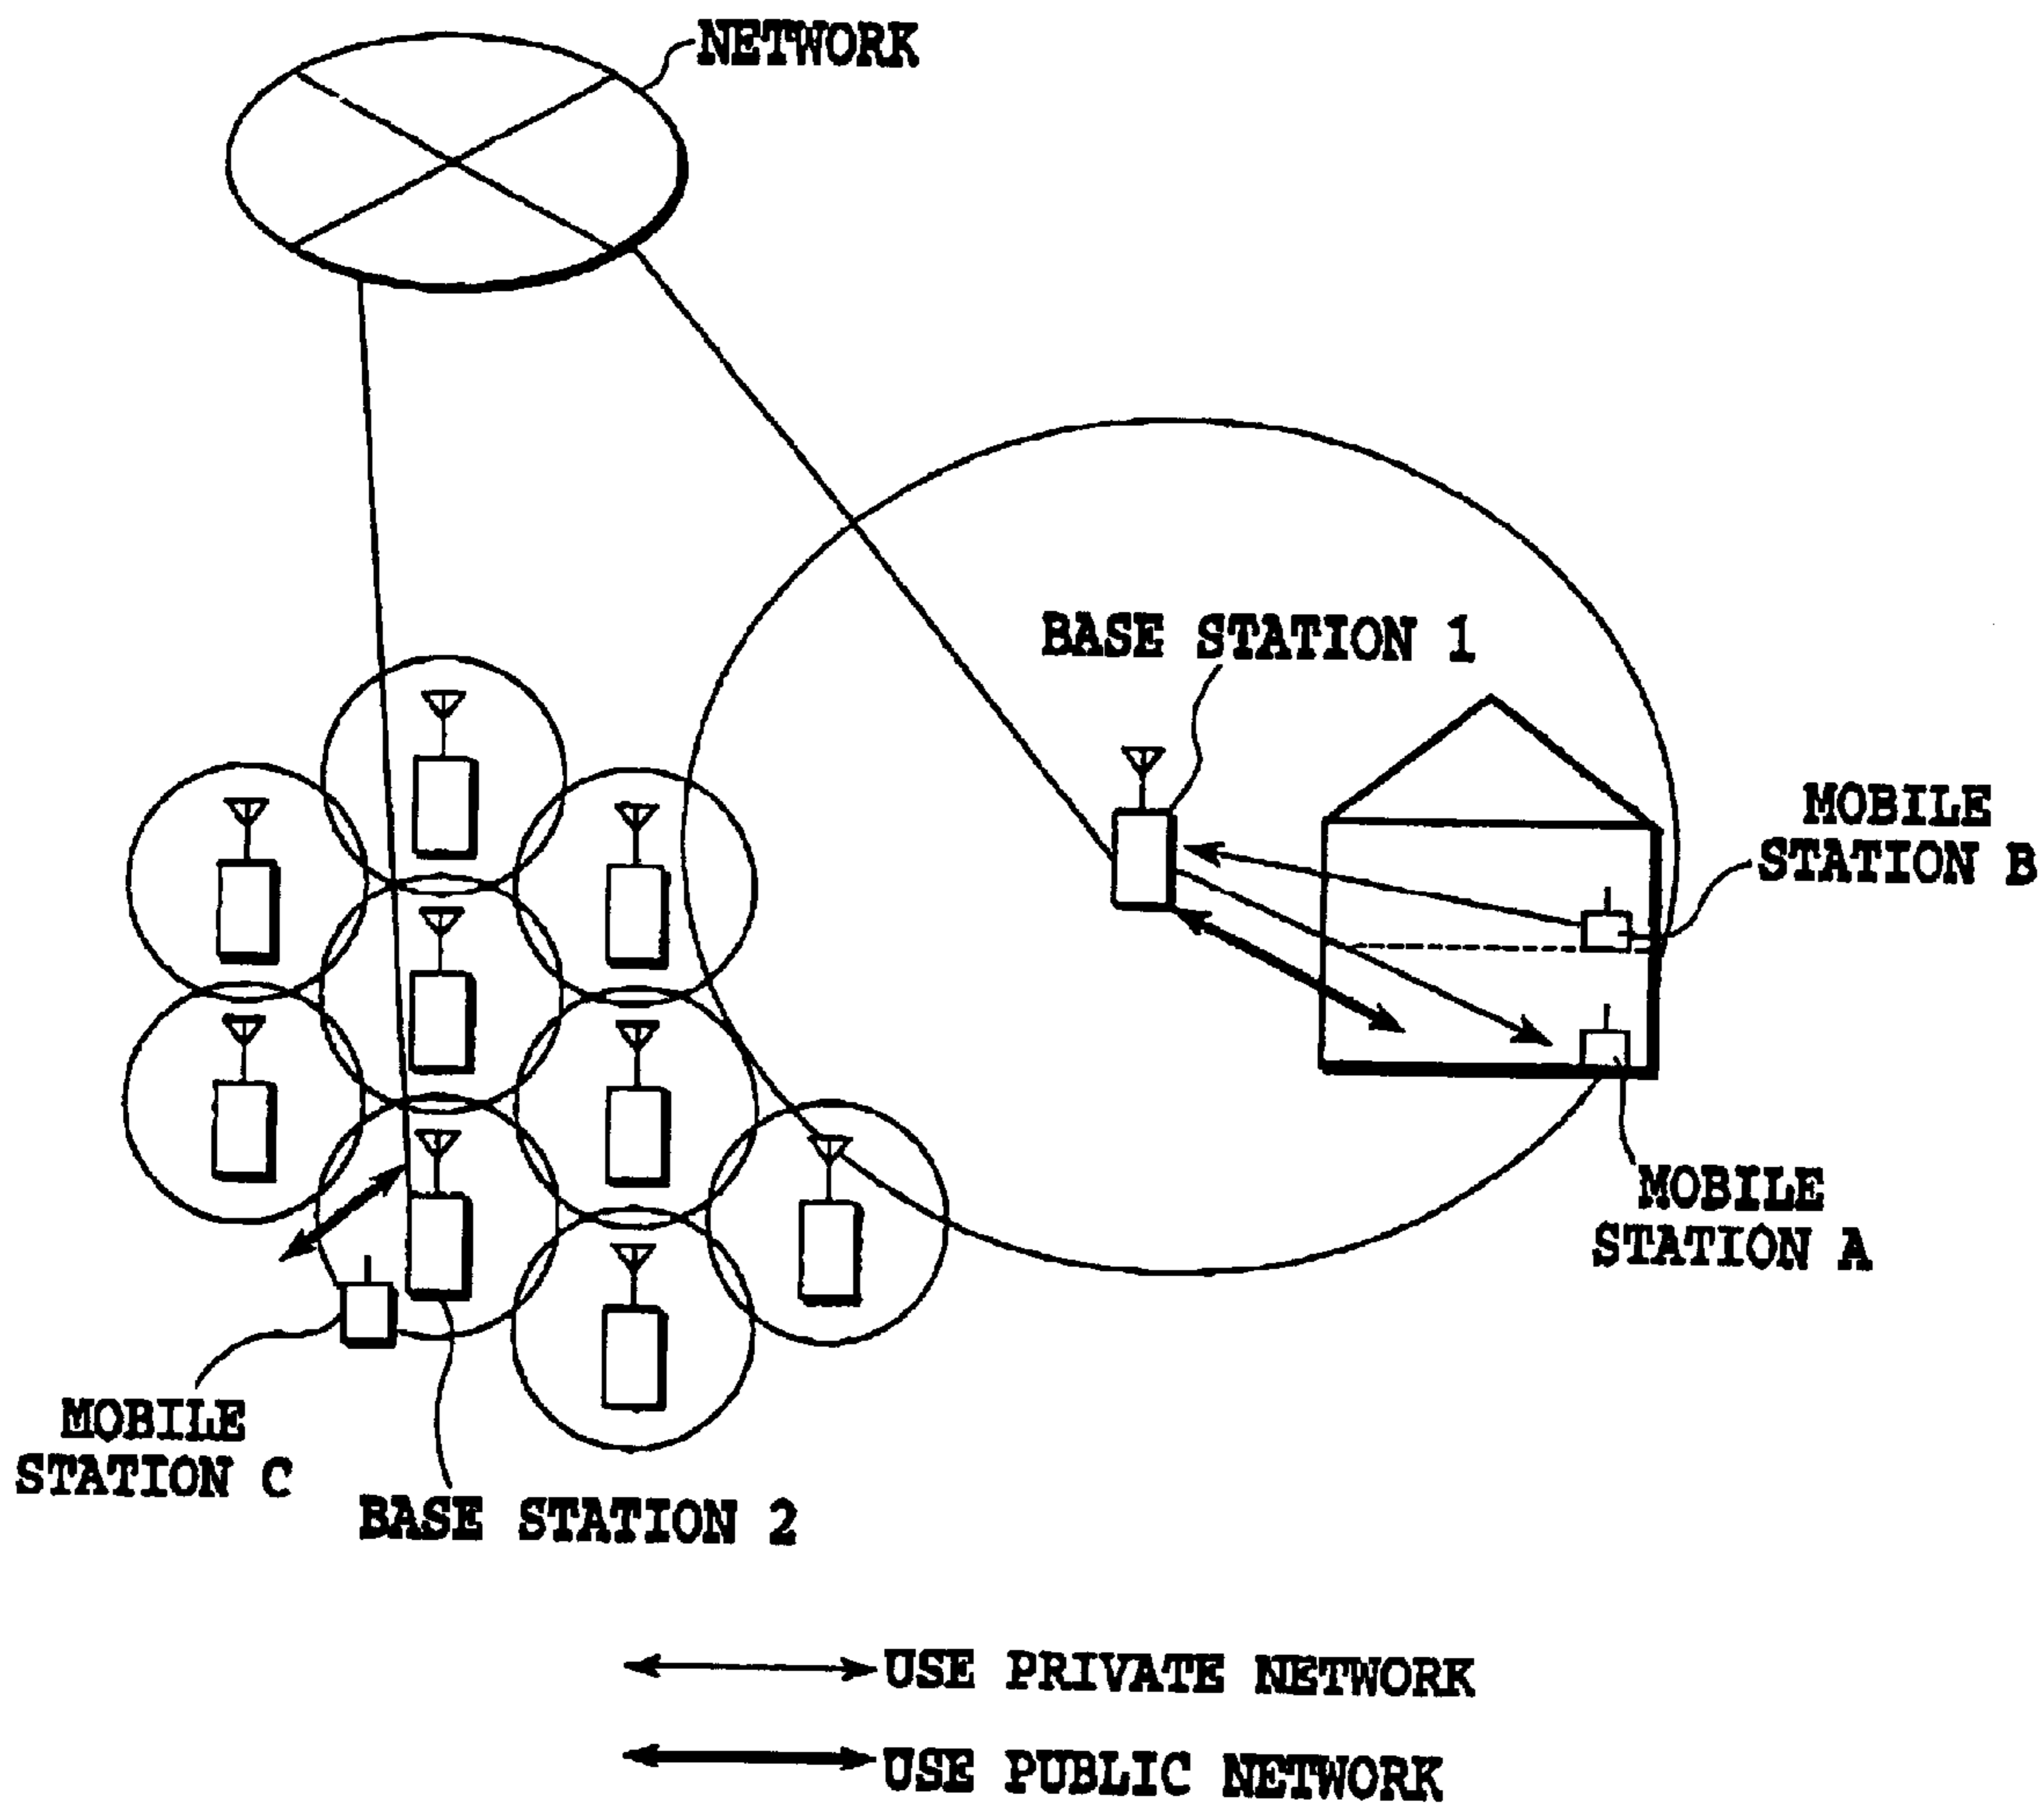 NETWORK
BASE STATION 1
MOBILE
STATION B
MOBILE
STATION A
MOBILE
STATION C
BASE STATION 2
USE PRIVATE NETWORK
USE PUBLIC NETWORK